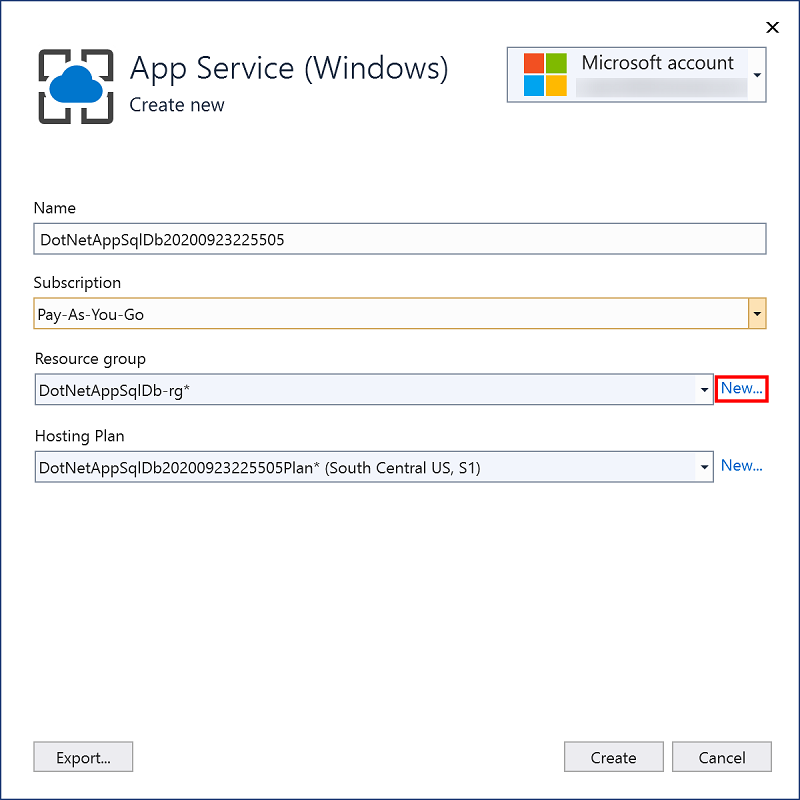 App Service (Windows)
Create new
Microsoft account
Name
DotNetAppSqlDb20200923225505
Subscription
Pay-As-You-Go
Resource group
DotNetAppSqlDb-rg*
New...
Hosting Plan
DotNetAppSqlDb20200923225505Plan* (South Central US, S1)
New...
Export...
Create
Cancel